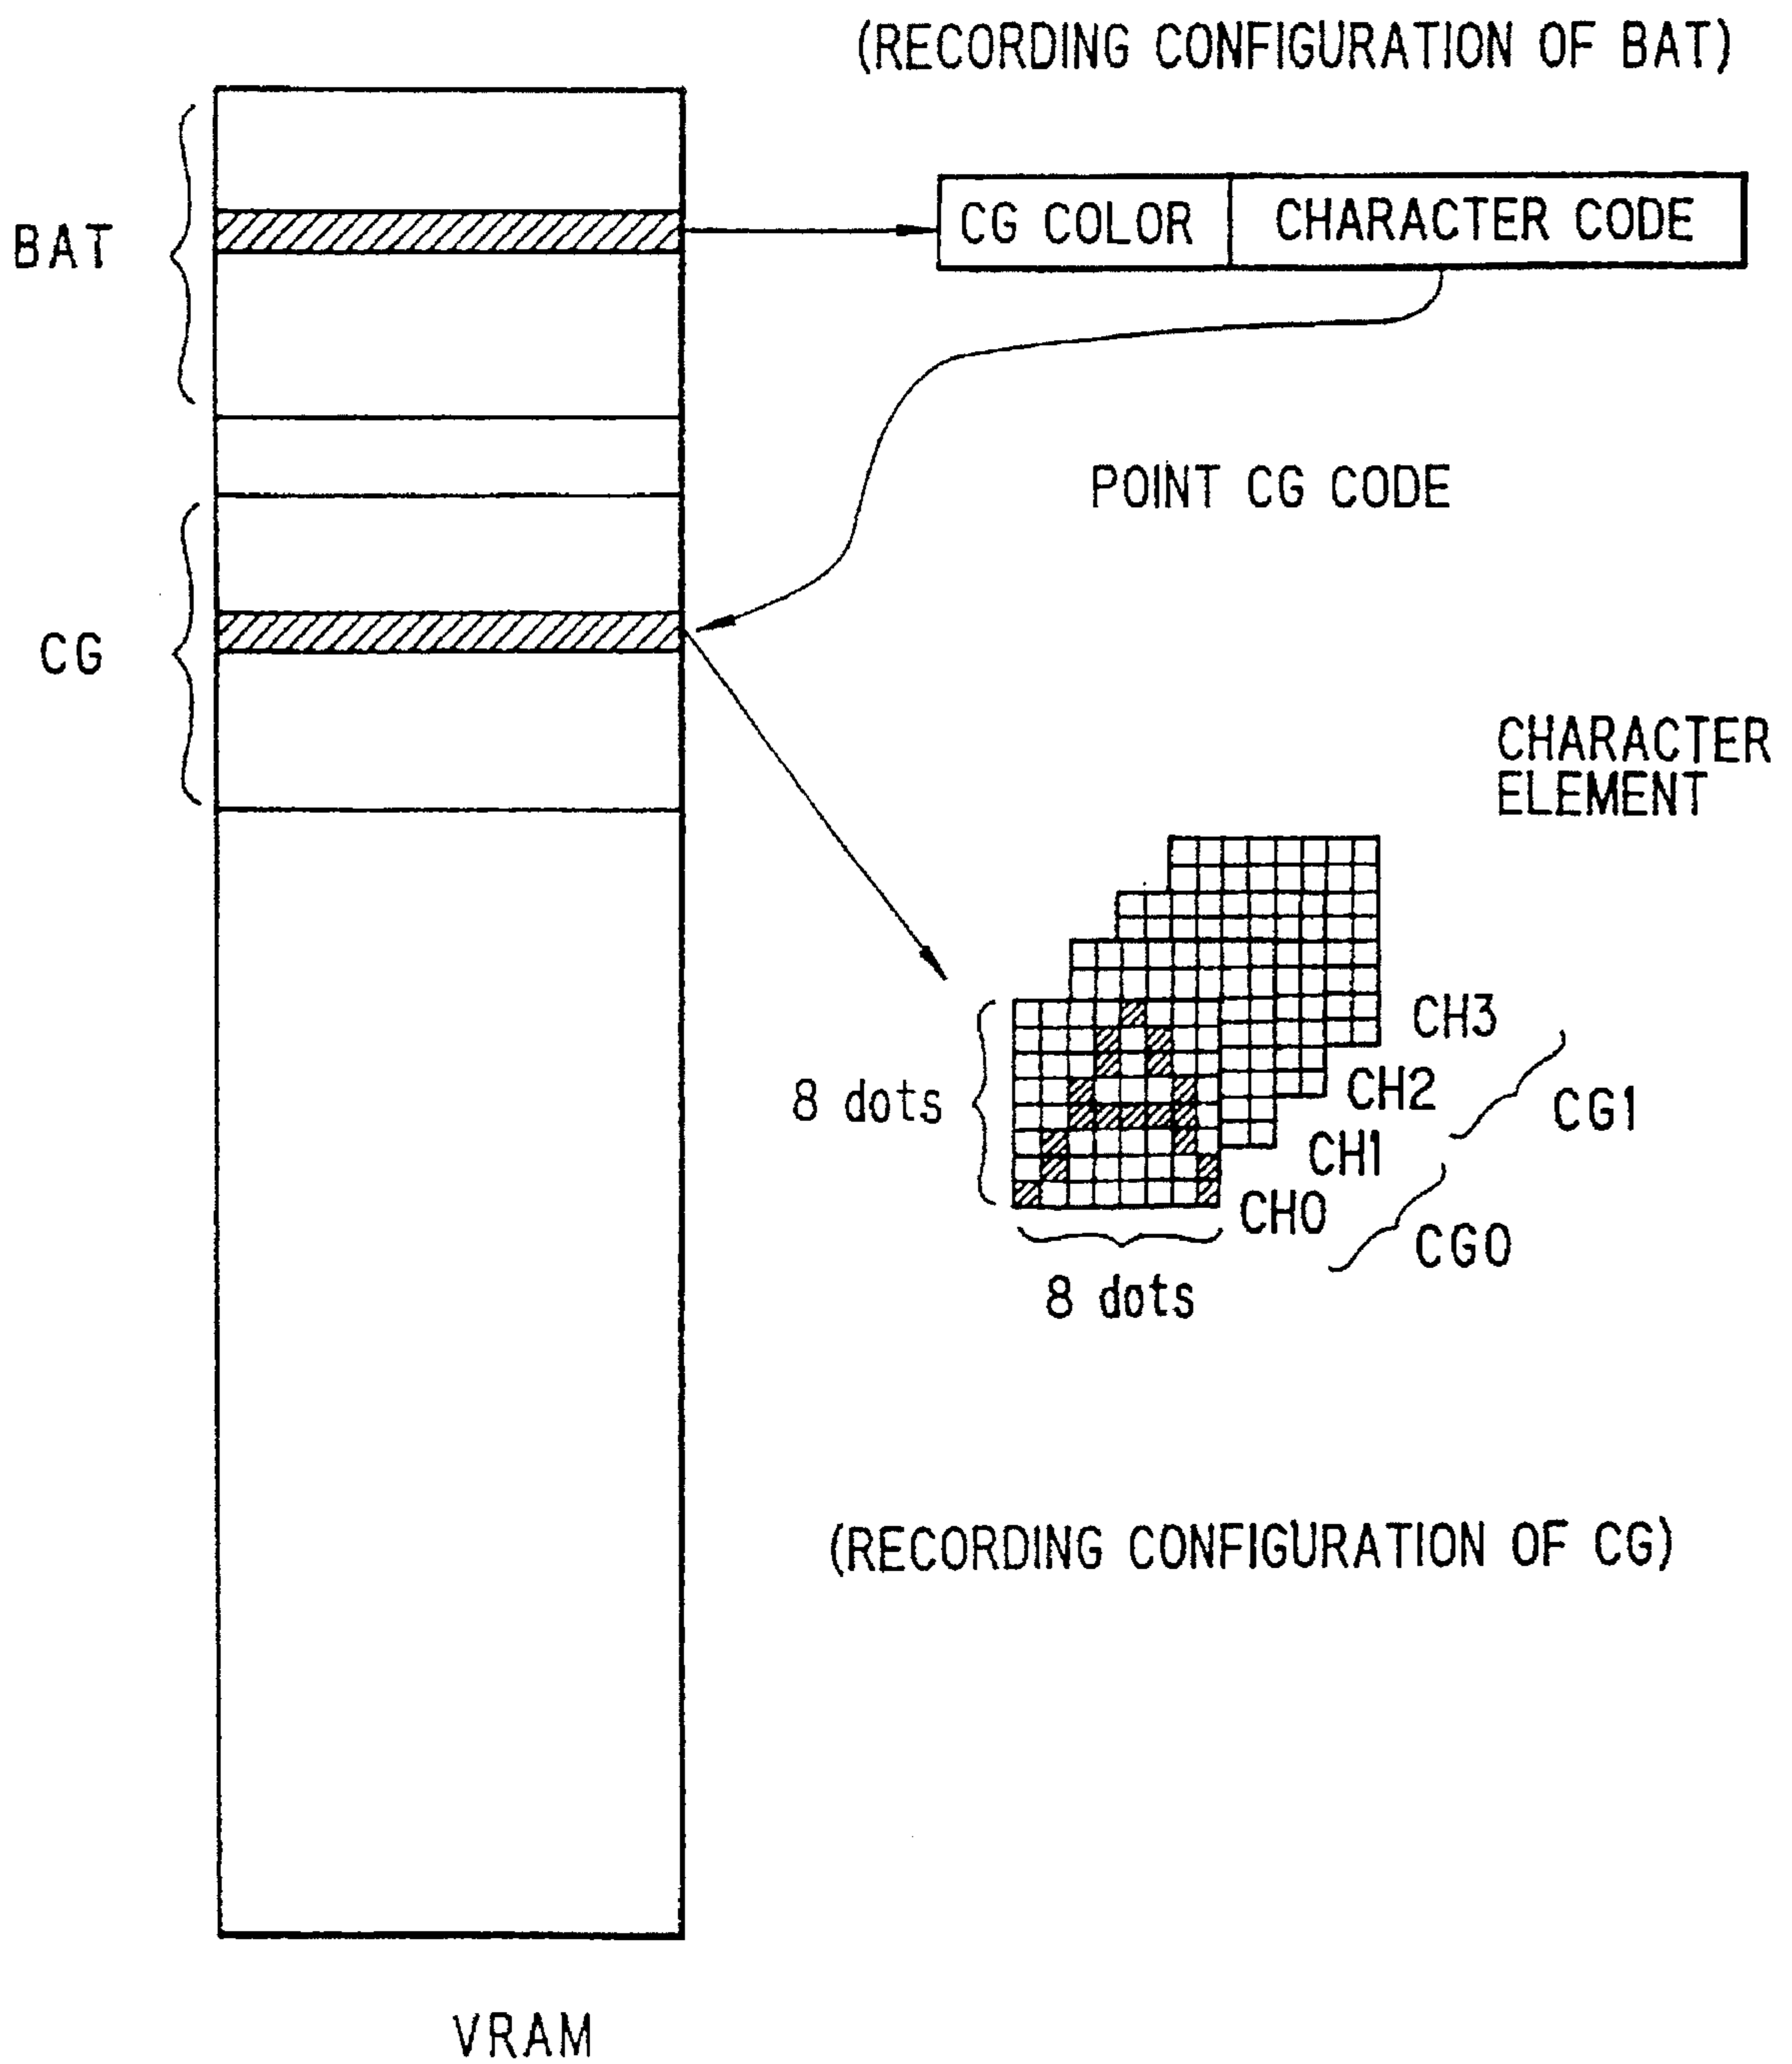 (RECORDING CONFIGURATION OF BAT)
BAT
CG COLOR
CHARACTER CODE
POINT CG CODE
CG
CHARACTER
ELEMENT
CH3
CH2
CG1
8 dots
CH1
CH0
CG0
8 dots
(RECORDING CONFIGURATION OF CG)
VRAM